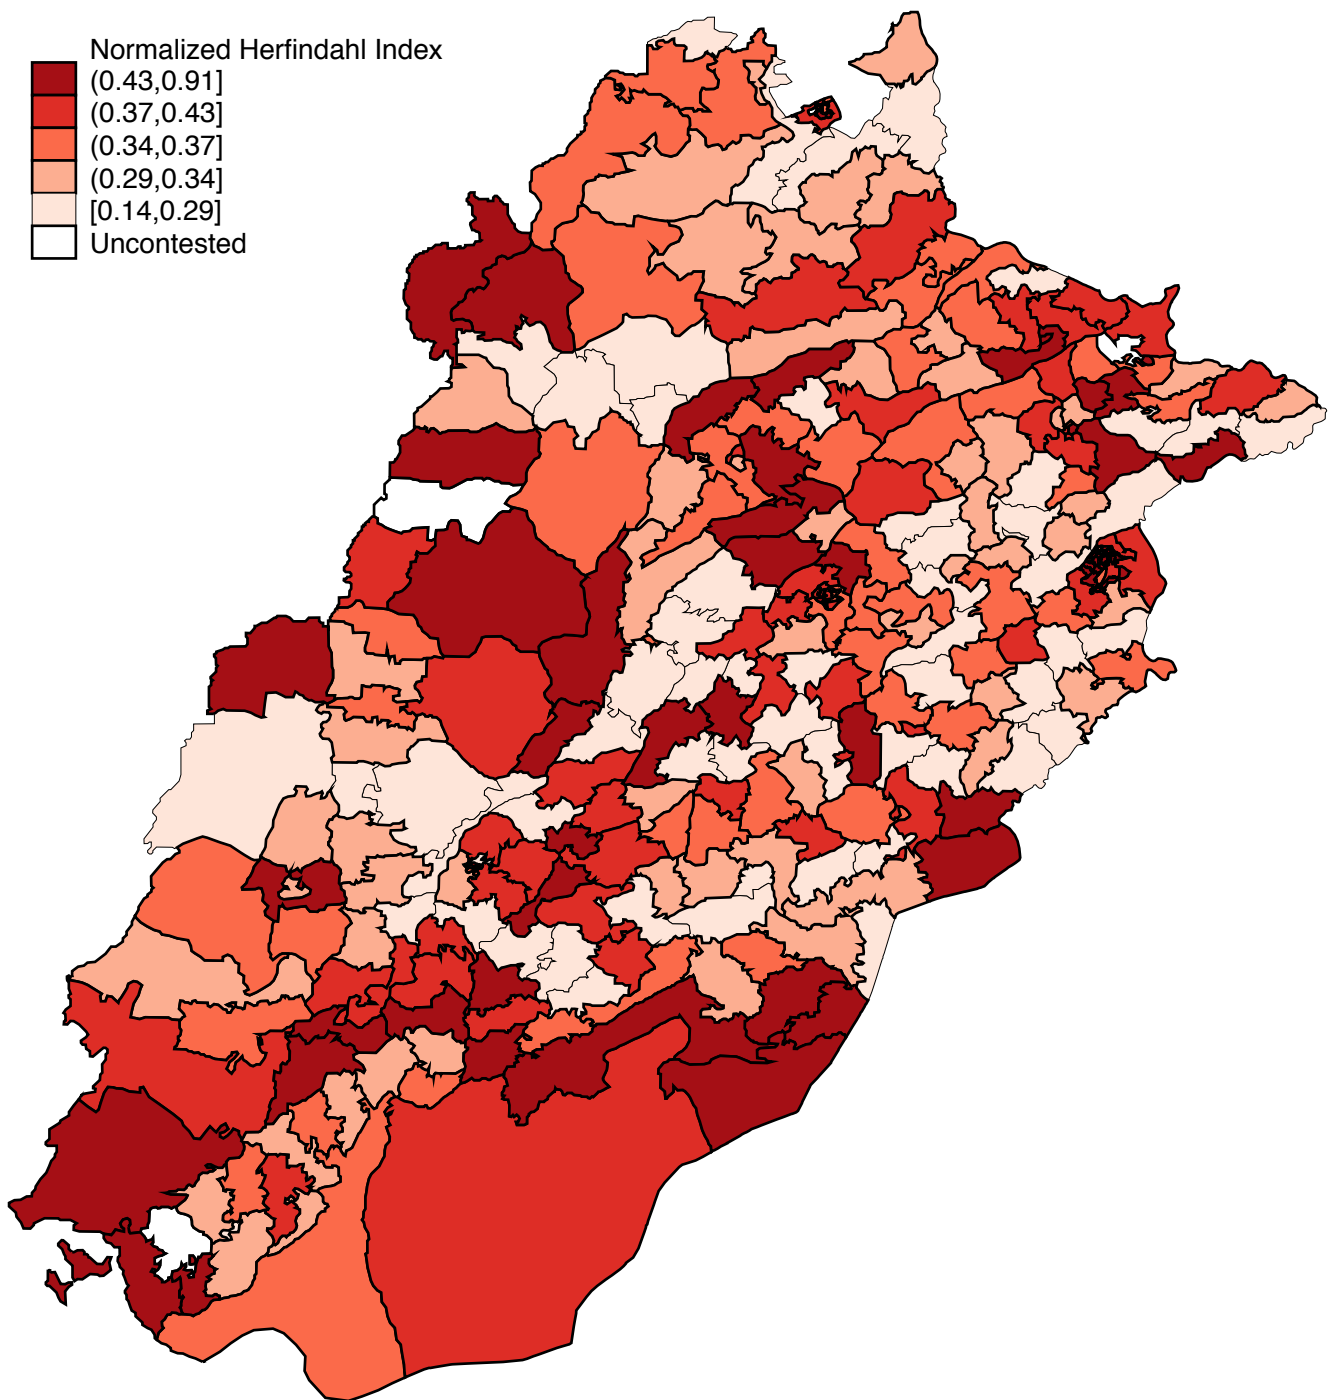 Normalized Herfindahl Index
(0.43,0.91]
(0.37,0.43]
(0.34,0.37]
(0.29,0.34]
[0.14,0.29]
Uncontested